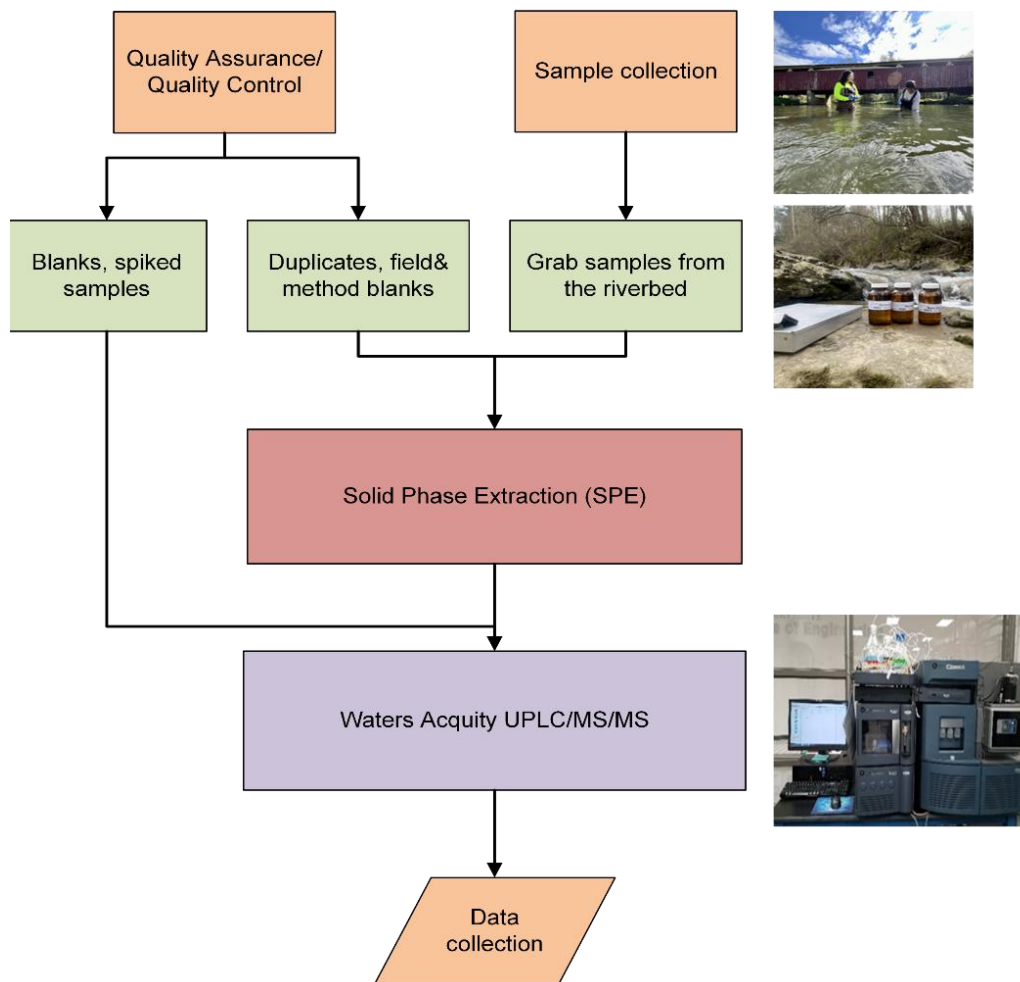 Quality Assurance/
Quality Control
Sample collection
Blanks, spiked
samples
Duplicates, field&
method blanks
Grab samples from
the riverbed
Solid Phase Extraction (SPE)
Waters Acquity UPLC/MS/MS
Data
collection